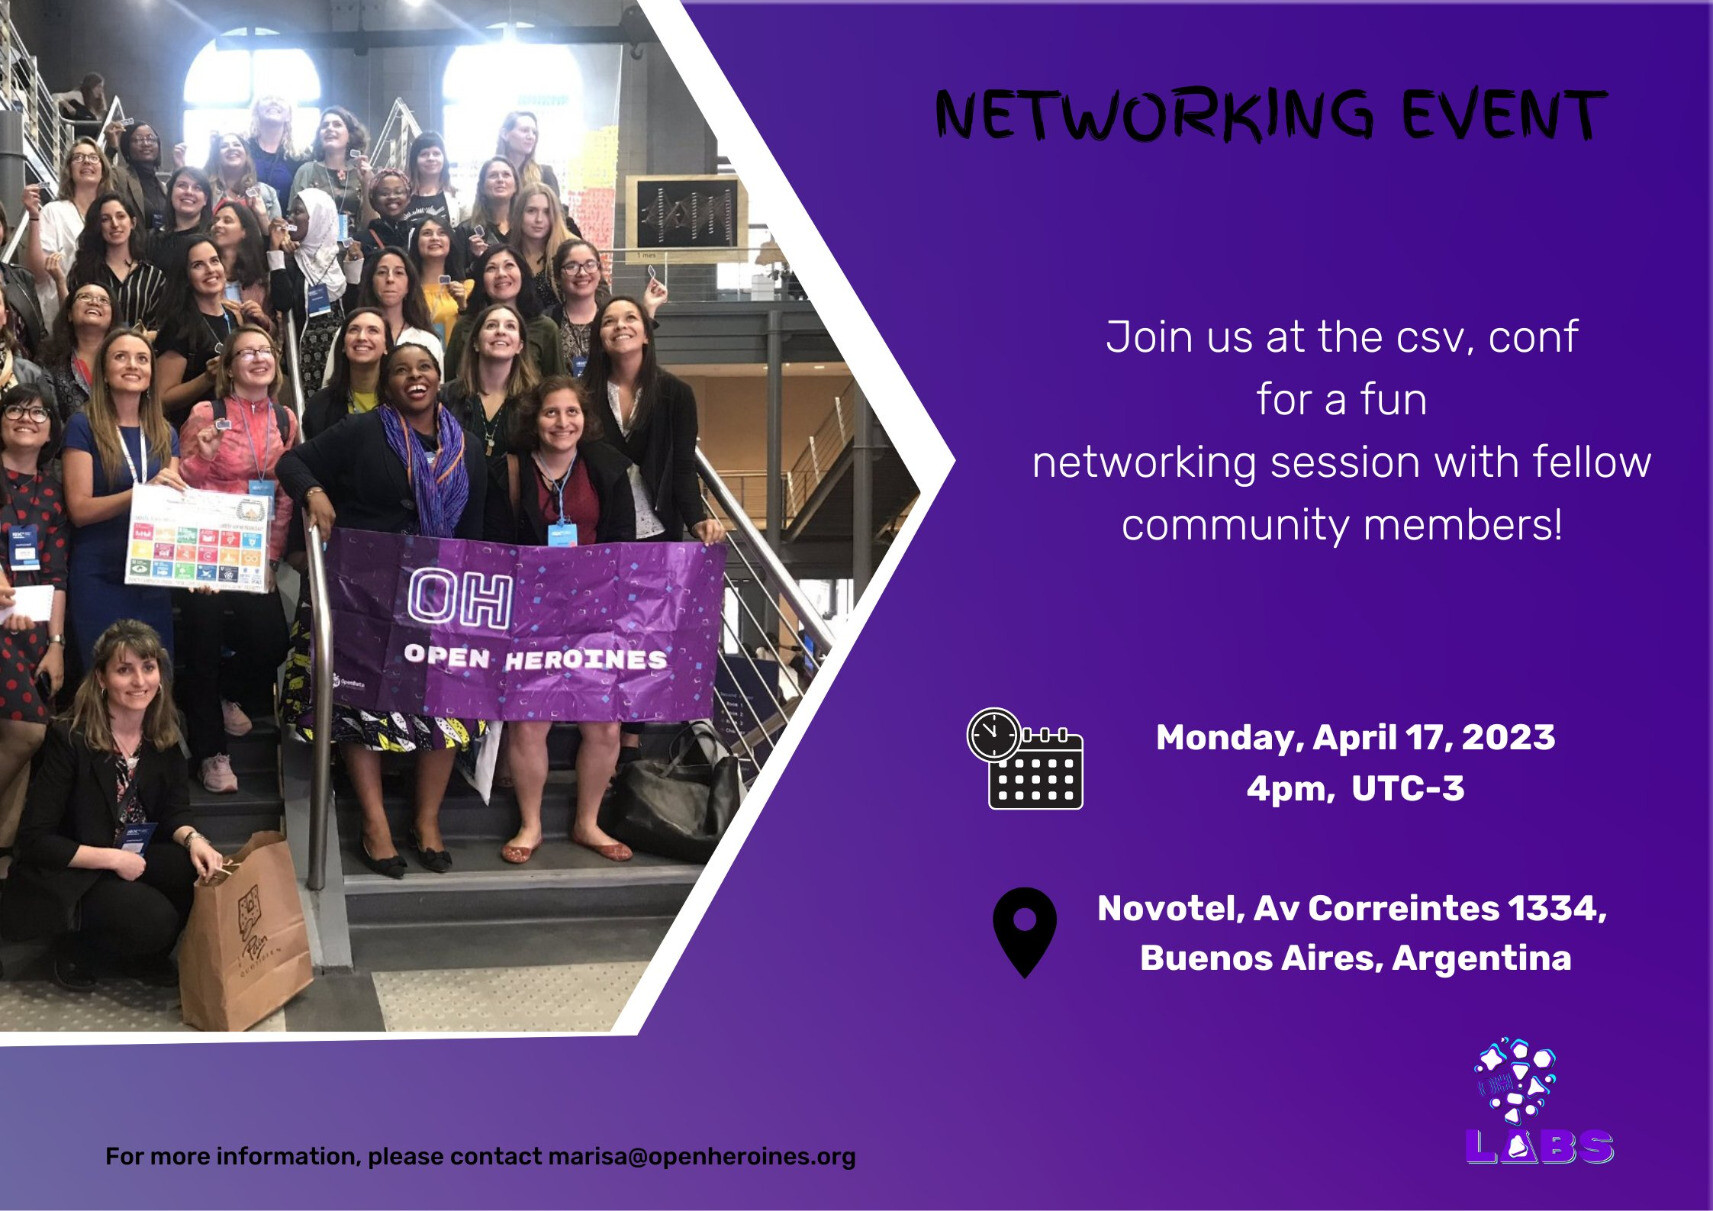 NETWORKING EVENT
Join us at the csv, conf
for a fun
networking session with fellow
community members!
Monday, April 17, 2023
4pm, UTC-3
Novotel, Av Correintes 1334,
Buenos Aires, Argentina
OH
OPEN HEROINES
Pain
QUOTIDIEN
LABS
For more information, please contact marisa@openheroines.org